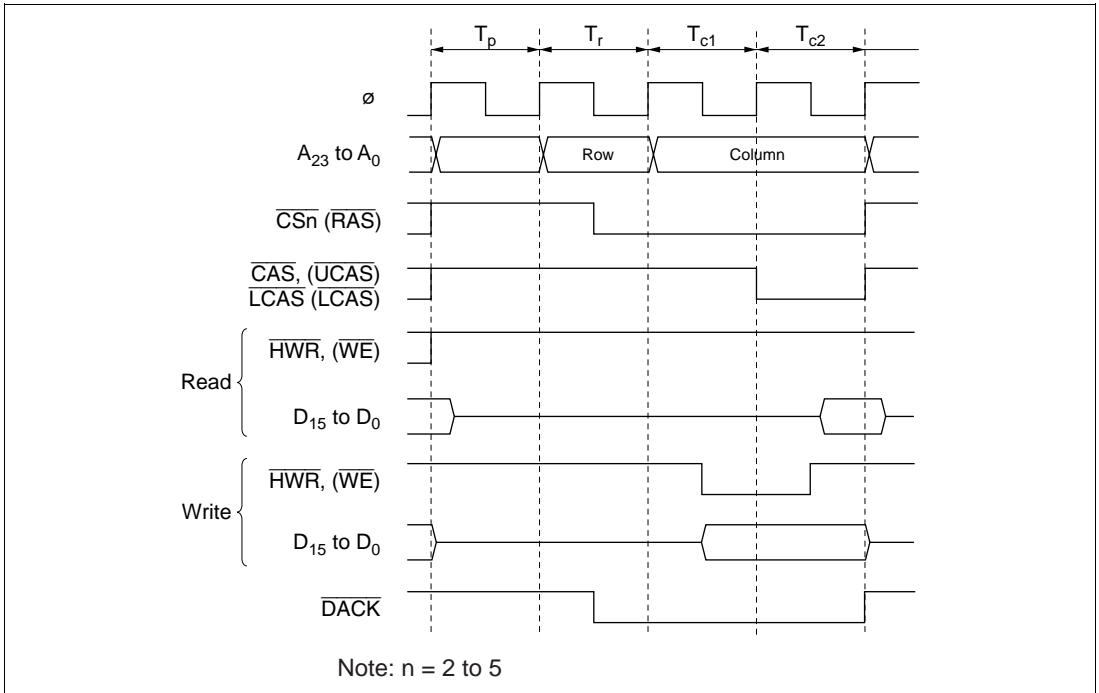 Tp Tr Tc1 Tc2
ø
A23 to A0 Row Column
CSn (RAS)
CAS, (UCAS)
LCAS (LCAS)
Read
HWR, (WE)
D15 to D0
Write
HWR, (WE)
D15 to D0
DACK
Note: n = 2 to 5